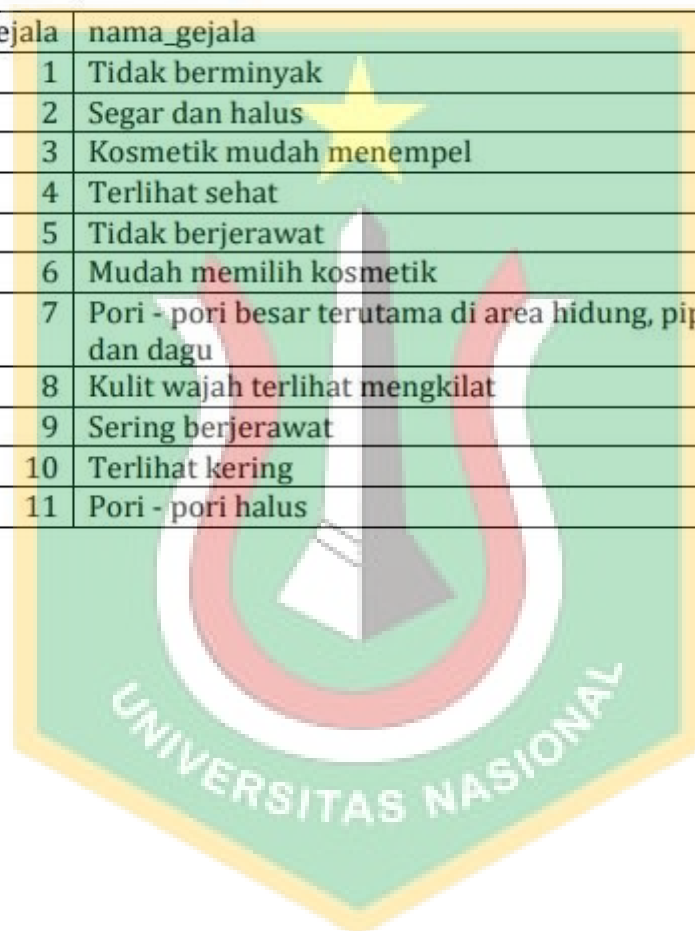 ejala nama_gejala
1 Tidak berminyak
2 Segar dan halus
3 Kosmetik mudah menempel
4 Terlihat sehat
5 Tidak berjerawat
6 Mudah memilih kosmetik
7 Pori - pori besar terutama di area hidung, pip
dan dagu
8 Kulit wajah terlihat mengkilat
9 Sering berjerawat
10 Terlihat kering
11 Pori - pori halus
UNIVERSITAS NASIONAL